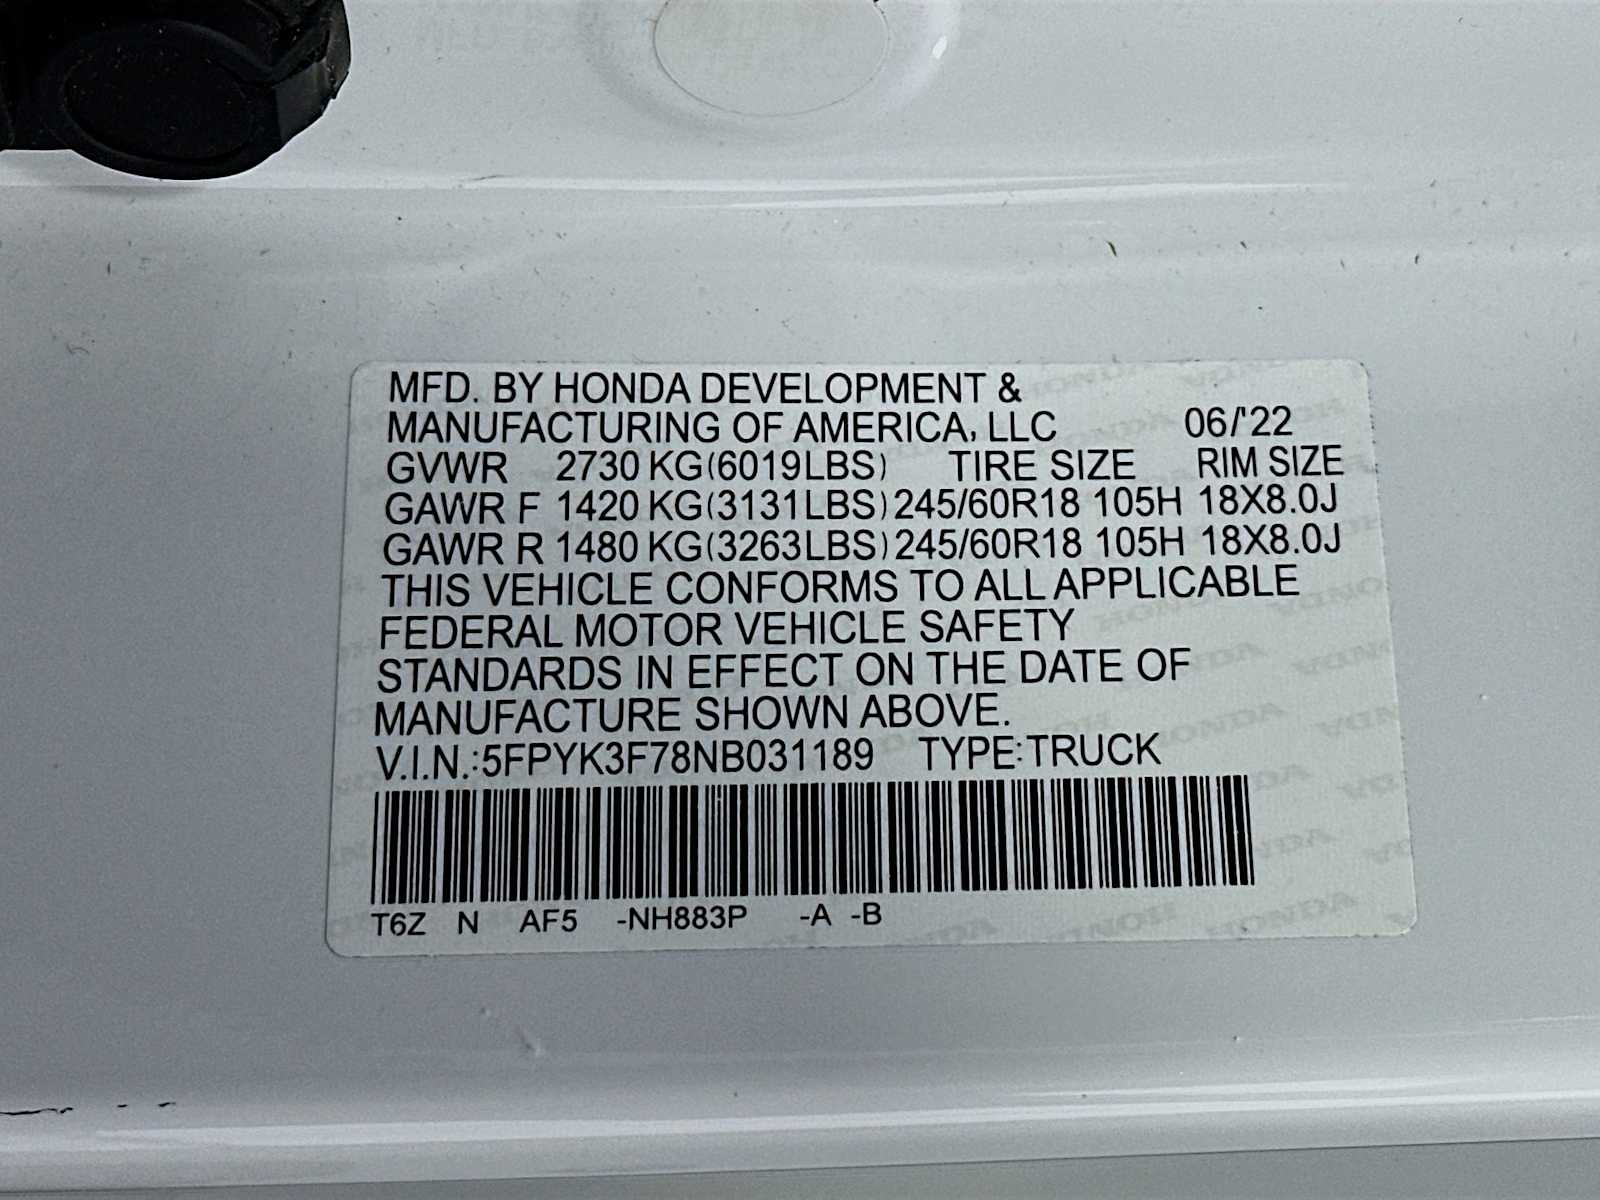 MFD. BY HONDA DEVELOPMENT &
MANUFACTURING OF AMERICA, LLC 06/'22
GVWR 2730 KG(6019LBS) TIRE SIZE RIM SIZE
GAWR F 1420 KG(3131LBS) 245/60R18 105H 18X8.0J
GAWR R 1480 KG(3263LBS) 245/60R18 105H 18X8.0J
THIS VEHICLE CONFORMS TO ALL APPLICABLE
FEDERAL MOTOR VEHICLE SAFETY
STANDARDS IN EFFECT ON THE DATE OF
MANUFACTURE SHOWN ABOVE.
V.I.N.:5FPYK3F78NB031189 TYPE:TRUCK
T6Z N AF5 -NH883P -A -B